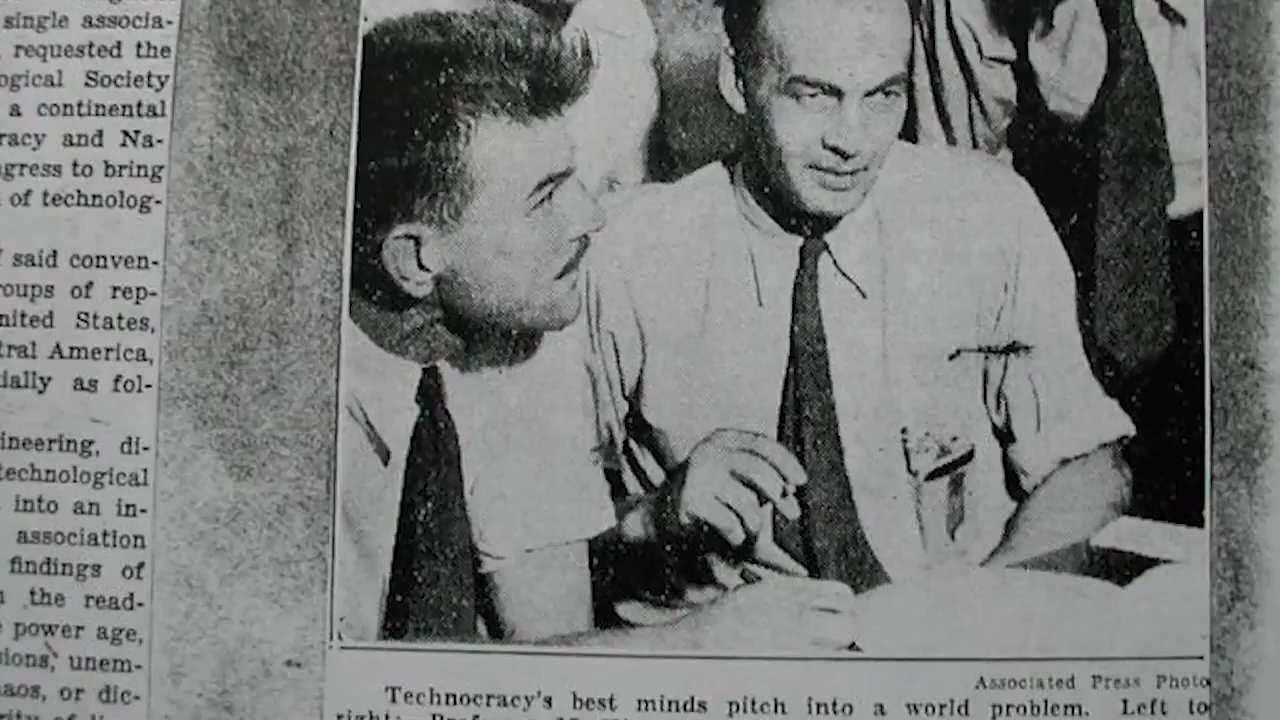 single associa-
requested the
ogical Society
a continental
racy and Na-
gress to bring
of technolog-
said conven-
roups of rep-
nited States,
tral America,
ially as fol-
ineering, di-
technological
into an in-
association
findings of
the read-
power age,
sions, unem-
aos, or dic-
Associated Press Photo
Technocracy's best minds pitch into a world problem. Left to
right: